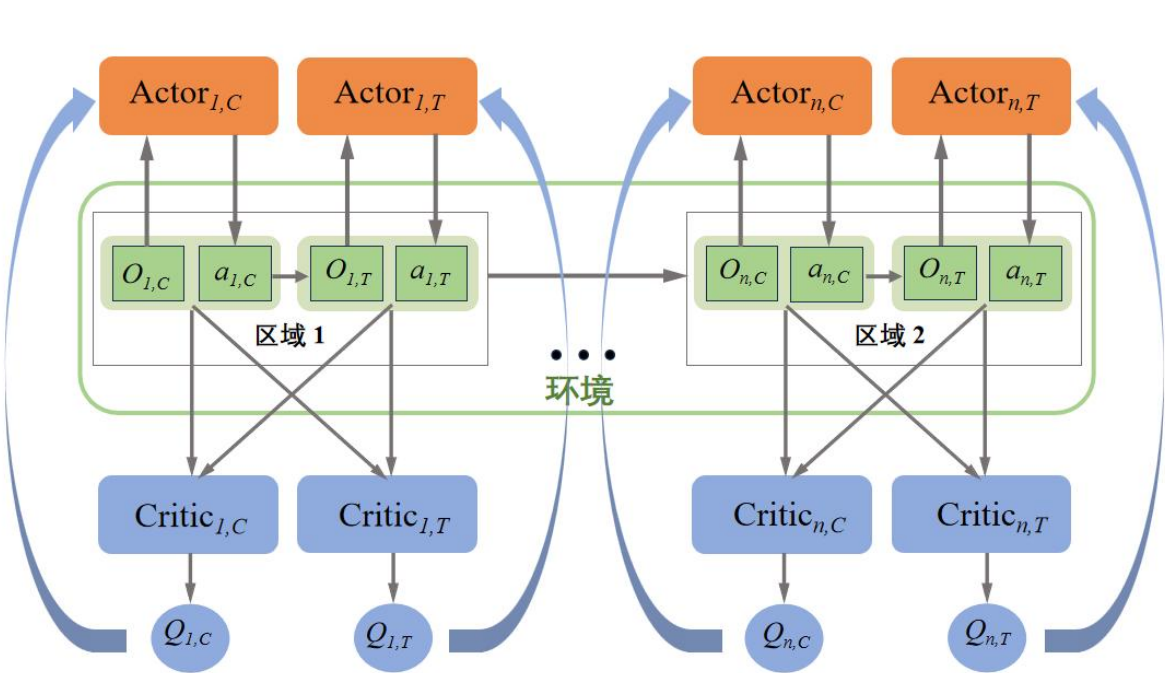 Actor1,C Actor1,T Actorn,C Actorn,T
O1,C a1,C O1,T a1,T On,C an,C On,T an,T
区域 1 区域 2
...
环境
Critic1,C Critic1,T Criticn,C Criticn,T
Q1,C Q1,T Qn,C Qn,T